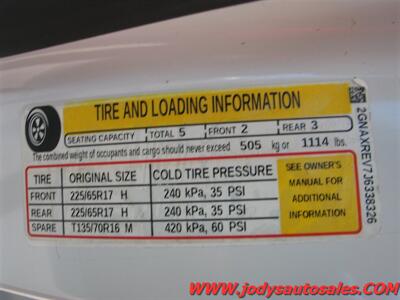 TIRE AND LOADING INFORMATION
SEATING CAPACITY TOTAL 5 FRONT 2 REAR 3
The combined weight of occupants and cargo should never exceed 505 kg or 1114 lbs.
TIRE ORIGINAL SIZE COLD TIRE PRESSURE
FRONT 225/65R17 H 240 kPa, 35 PSI
REAR 225/65R17 H 240 kPa, 35 PSI
SPARE T135/70R16 M 420 kPa, 60 PSI
SEE OWNER'S
MANUAL FOR
ADDITIONAL
INFORMATION
2GNAXREV7J6338326
www.jodysautosales.com